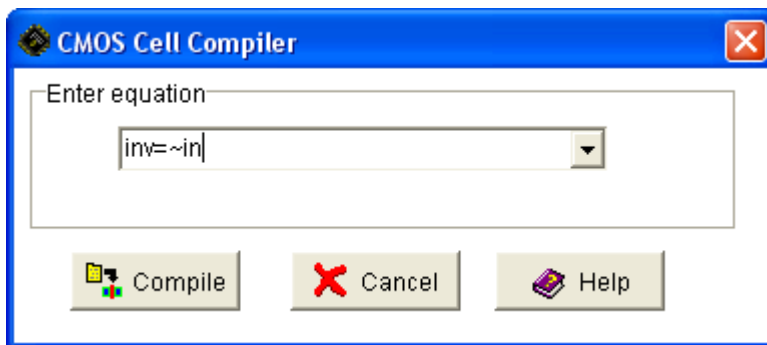 CMOS Cell Compiler
Enter equation
inv=~in
Compile Cancel Help